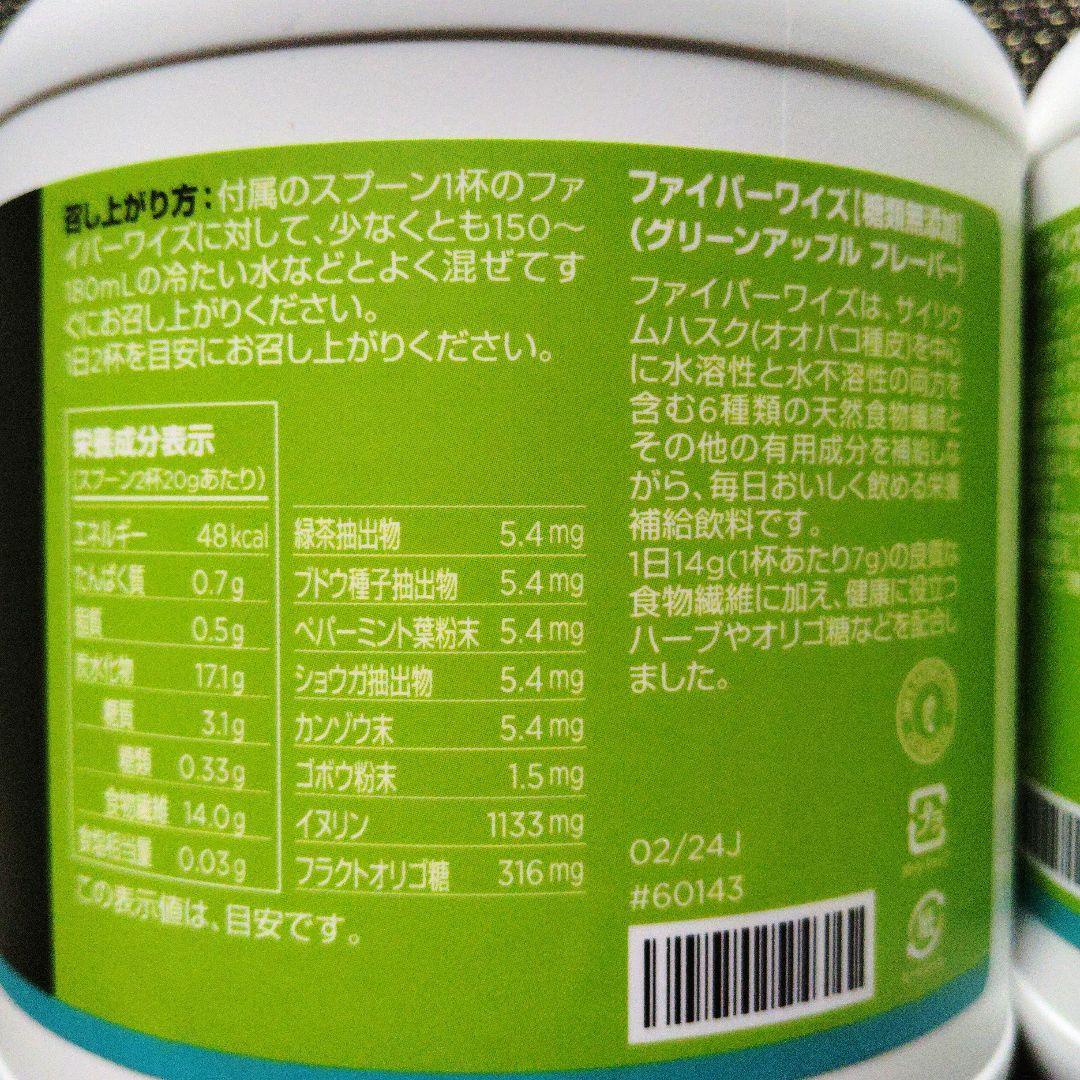 召し上がり方：付属のスプーン1杯のファ
イバーワイズに対して、少なくとも150～
180mLの冷たい水などとよく混ぜてす
ぐにお召し上がりください。
1日2杯を目安にお召し上がりください。
栄養成分表示
(スプーン2杯20gあたり)
エネルギー 48kcal
たんぱく質 0.7g
脂質 0.5g
炭水化物 17.1g
糖質 3.1g
糖類 0.33g
食物繊維 14.0g
食塩相当量 0.03g
この表示値は、目安です。
緑茶抽出物 5.4mg
ブドウ種子抽出物 5.4mg
ペパーミント葉粉末 5.4mg
ショウガ抽出物 5.4mg
カンゾウ末 5.4mg
ゴボウ粉末 1.5mg
イヌリン 1133mg
フラクトオリゴ糖 316mg
ファイバーワイズ[糖類無添加]
(グリーンアップル フレーバー)
ファイバーワイズは、サイリウ
ムハスク(オオバコ種皮)を中心
に水溶性と水不溶性の両方を
含む6種類の天然食物繊維と
その他の有用成分を補給しな
がら、毎日おいしく飲める栄養
補給飲料です。
1日14g(1杯あたり7g)の良質な
食物繊維に加え、健康に役立つ
ハーブやオリゴ糖などを配合し
ました。
02/24J
#60143